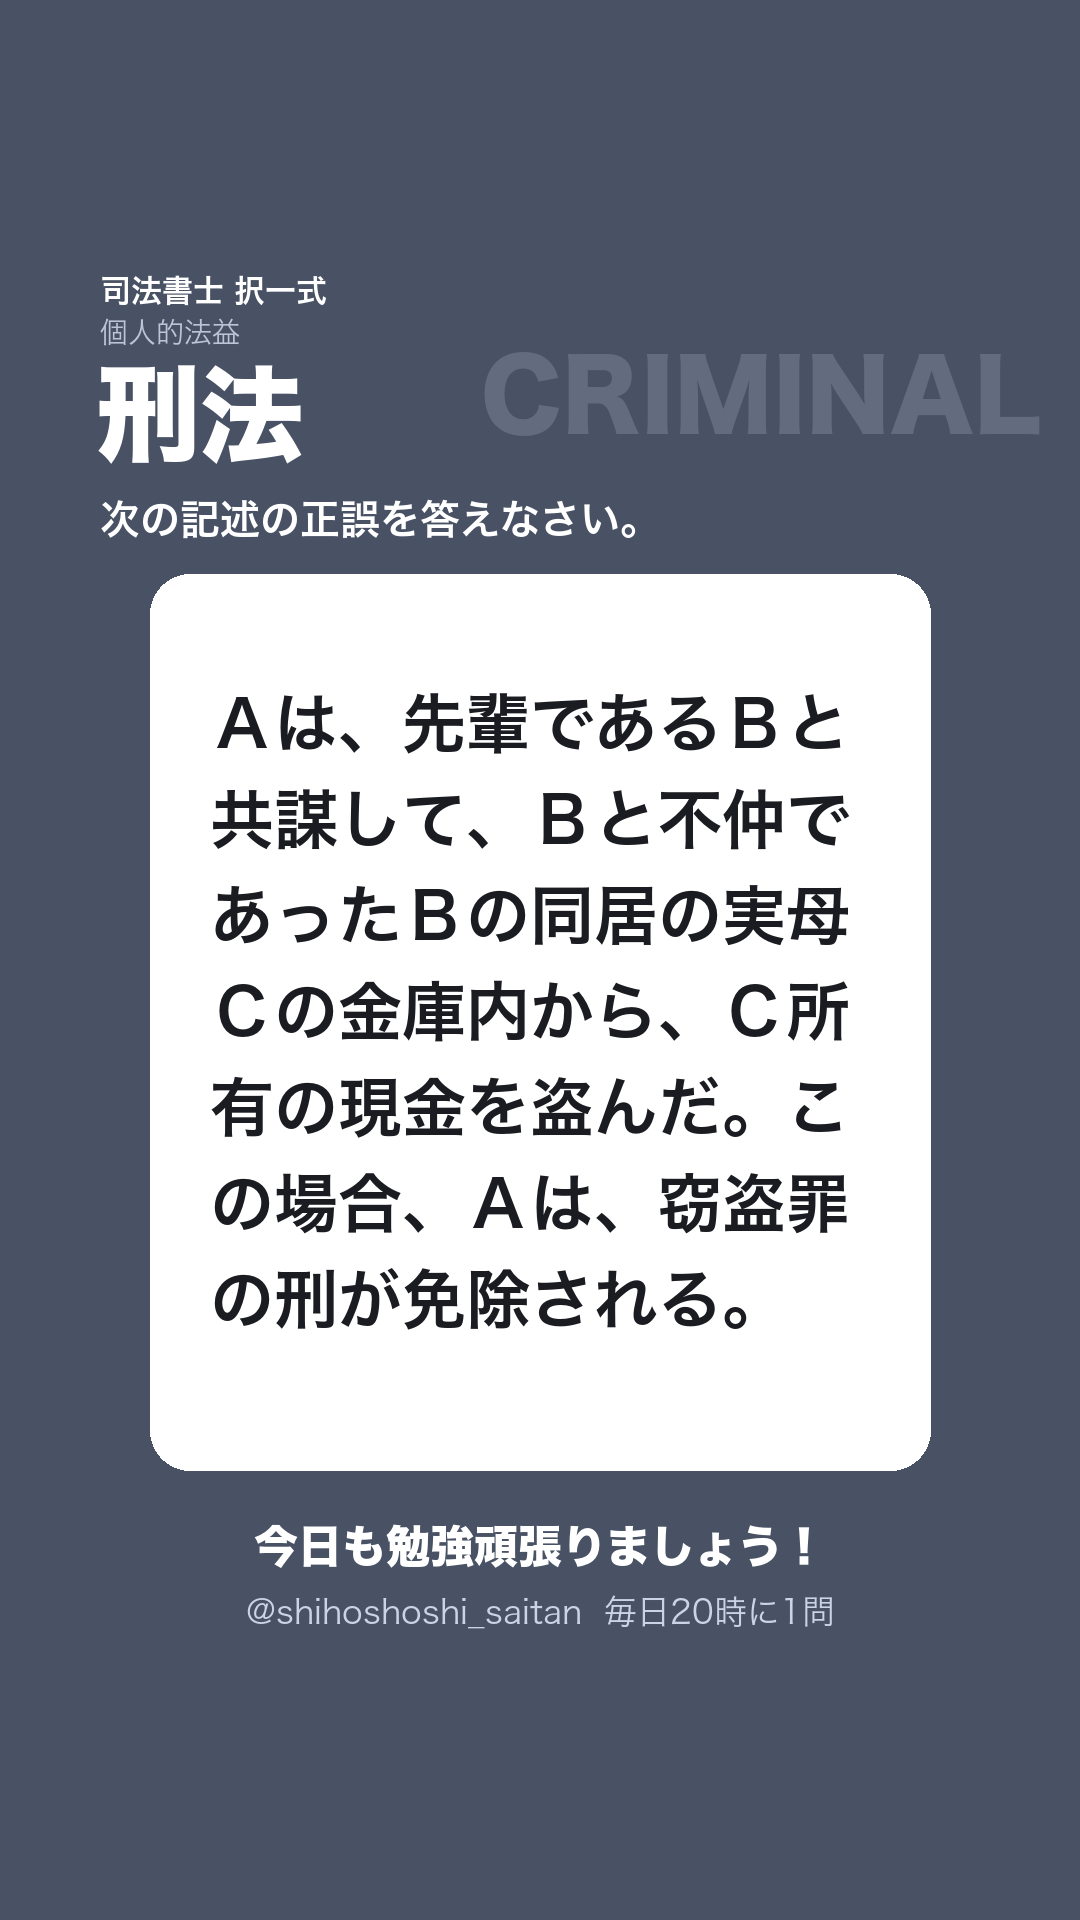 司法書士 択一式
個人的法益
刑法
CRIMINAL
次の記述の正誤を答えなさい。
Ａは、先輩であるＢと
共謀して、Ｂと不仲で
あったＢの同居の実母
Ｃの金庫内から、Ｃ所
有の現金を盗んだ。こ
の場合、Ａは、窃盗罪
の刑が免除される。
今日も勉強頑張りましょう！
@shihoshoshi_saitan 毎日20時に1問